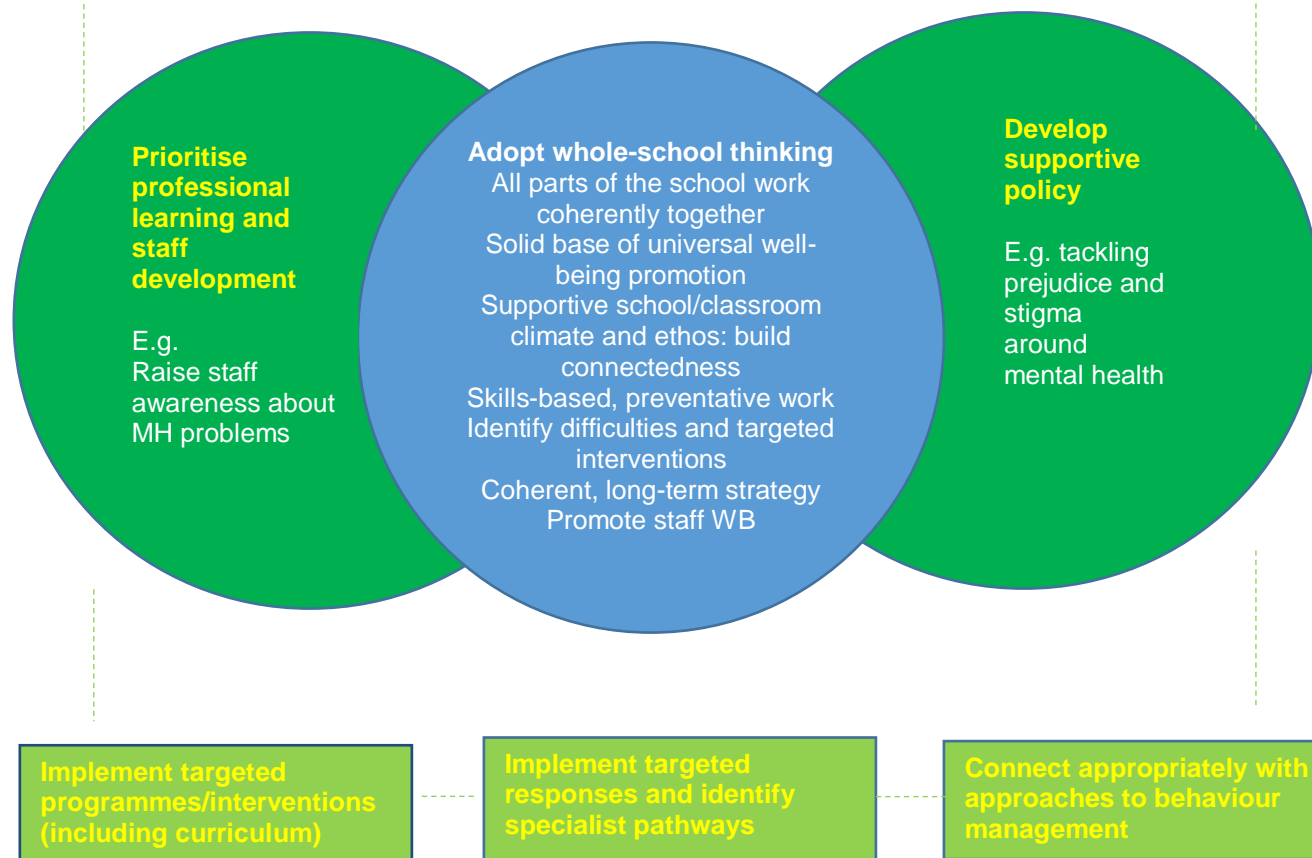 Prioritise
professional
learning and
staff
development
E.g.
Raise staff
awareness about
MH problems
Adopt whole-school thinking
All parts of the school work
coherently together
Solid base of universal well-
being promotion
Supportive school/classroom
climate and ethos: build
connectedness
Skills-based, preventative work
Identify difficulties and targeted
interventions
Coherent, long-term strategy
Promote staff WB
Develop
supportive
policy
E.g. tackling
prejudice and
stigma
around
mental health
Implement targeted
programmes/interventions
(including curriculum)
Implement targeted
responses and identify
specialist pathways
Connect appropriately with
approaches to behaviour
management